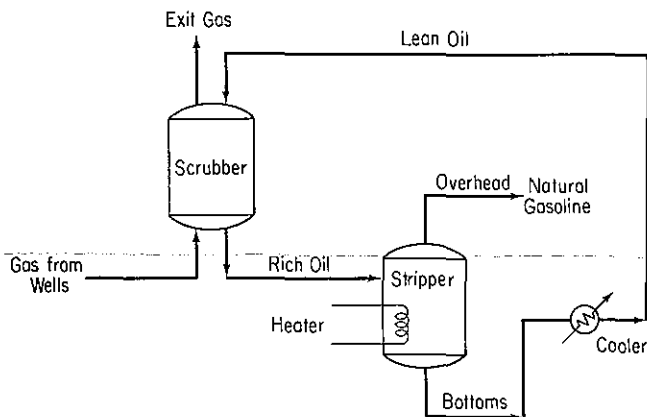 Exit Gas
Lean Oil
Scrubber
Overhead
Natural
Gasoline
Gas from
Wells
Rich Oil
Stripper
Heater
Cooler
Bottoms